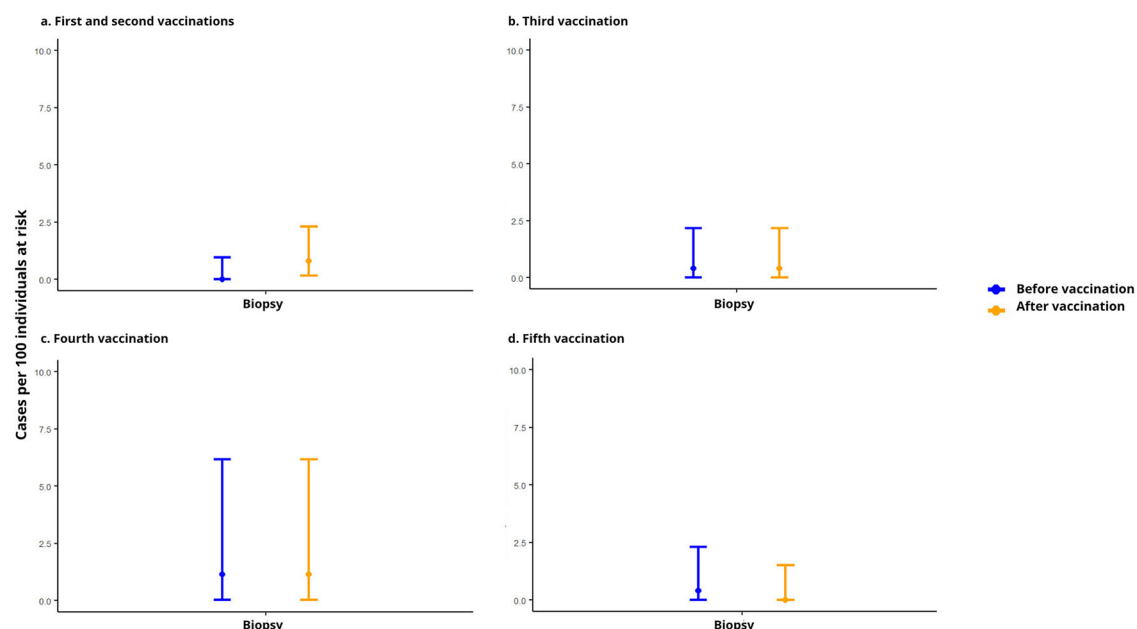 a. First and second vaccinations
10.0
7.5
5.0
2.5
0.0
Biopsy
b. Third vaccination
10.0
7.5
5.0
2.5
0.0
Biopsy
Cases per 100 individuals at risk
Before vaccination
After vaccination
c. Fourth vaccination
10.0
7.5
5.0
2.5
0.0
Biopsy
d. Fifth vaccination
10.0
7.5
5.0
2.5
0.0
Biopsy